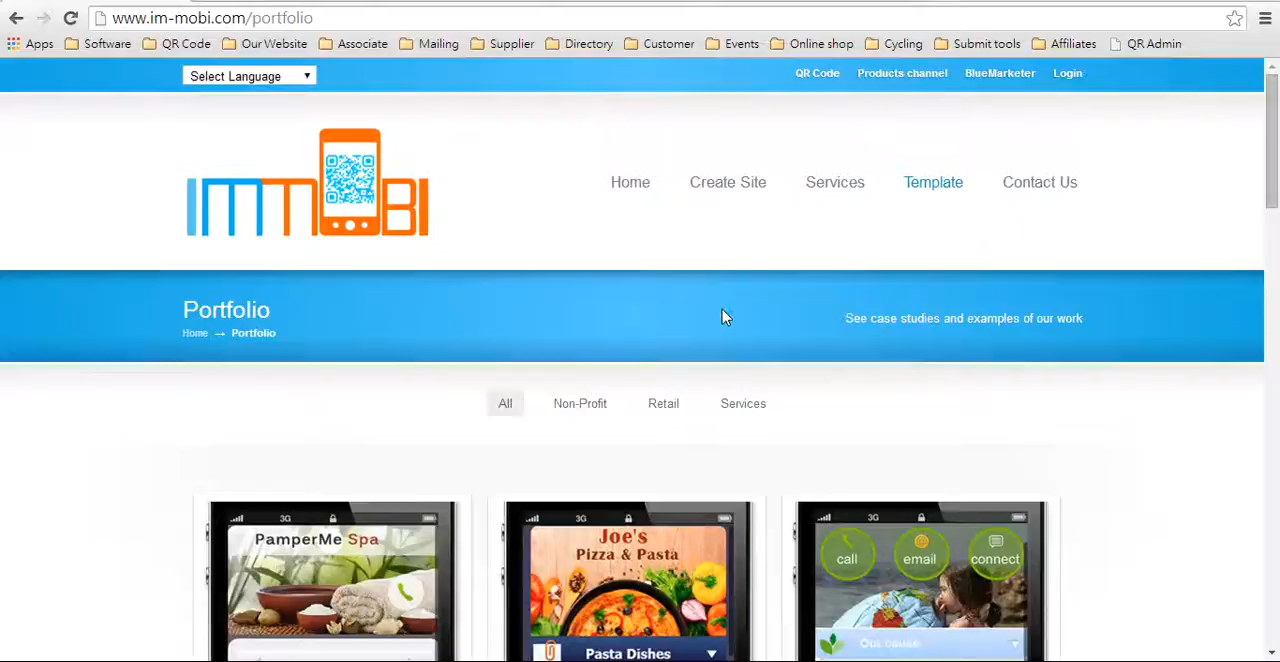 www.im-mobi.com/portfolio
Apps Software QR Code Our Website Associate Mailing Supplier Directory Customer Events Online shop Cycling Submit tools Affiliates QR Admin
Select Language QR Code Products channel BlueMarketer Login
IMMOBI
Home Create Site Services Template Contact Us
Portfolio
Home → Portfolio
See case studies and examples of our work
All Non-Profit Retail Services
3G
PamperMe Spa
3G
Joe's
Pizza & Pasta
Pasta Dishes
3G
call email connect